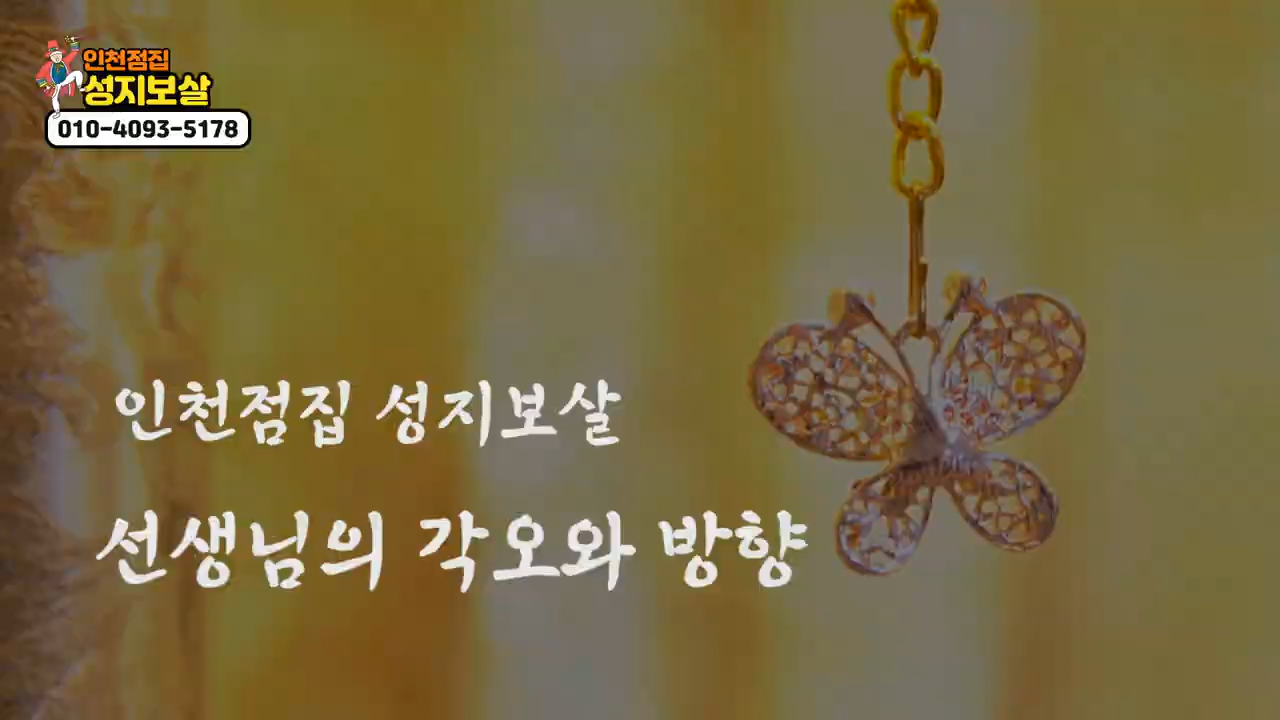 인천점집
성지보살
010-4093-5178
인천점집 성지보살
선생님의 각오와 방향